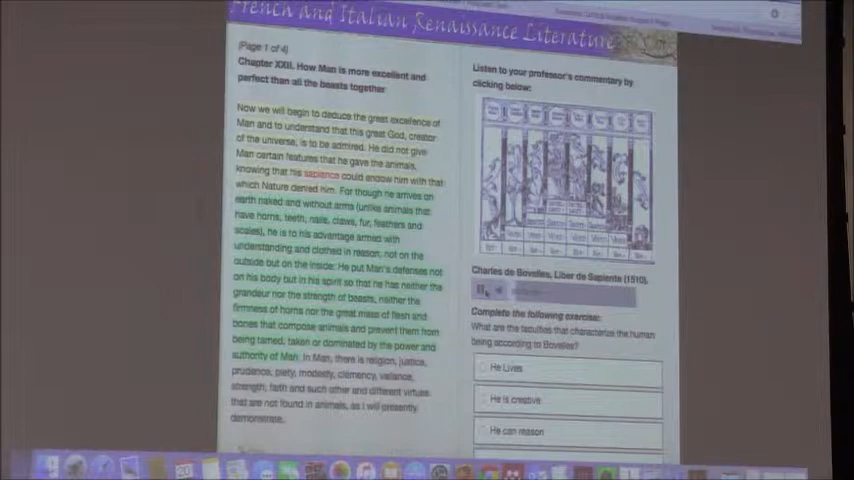 French and Italian Renaissance Literature
(Page 1 of 4)
Chapter XXII. How Man is more excellent and
perfect than all the beasts together
Now we will begin to deduce the great excellence of
Man and to understand that this great God, creator
of the universe, is to be admired. He did not give
Man certain features that he gave the animals,
knowing that his sapience could endow him with that
which Nature denied him. For though he arrives on
earth naked and without arms (unlike animals that
have horns, teeth, nails, claws, fur, feathers and
scales), he is to his advantage armed with
understanding and clothed in reason, not on the
outside but on the inside: He put Man's defenses not
on his body but in his spirit so that he has neither the
grandeur nor the strength of beasts, neither the
firmness of horns nor the great mass of flesh and
bones that compose animals and prevent them from
being tamed, taken or dominated by the power and
authority of Man. In Man, there is religion, justice,
prudence, piety, modesty, clemency, valiance,
strength, faith and such other and different virtues
that are not found in animals, as I will presently
demonstrate.
Listen to your professor's commentary by
clicking below:
Charles de Bovelles, Liber de Sapiente (1510).
Complete the following exercise:
What are the faculties that characterize the human
being according to Bovelles?
He Lives
He is creative
He can reason